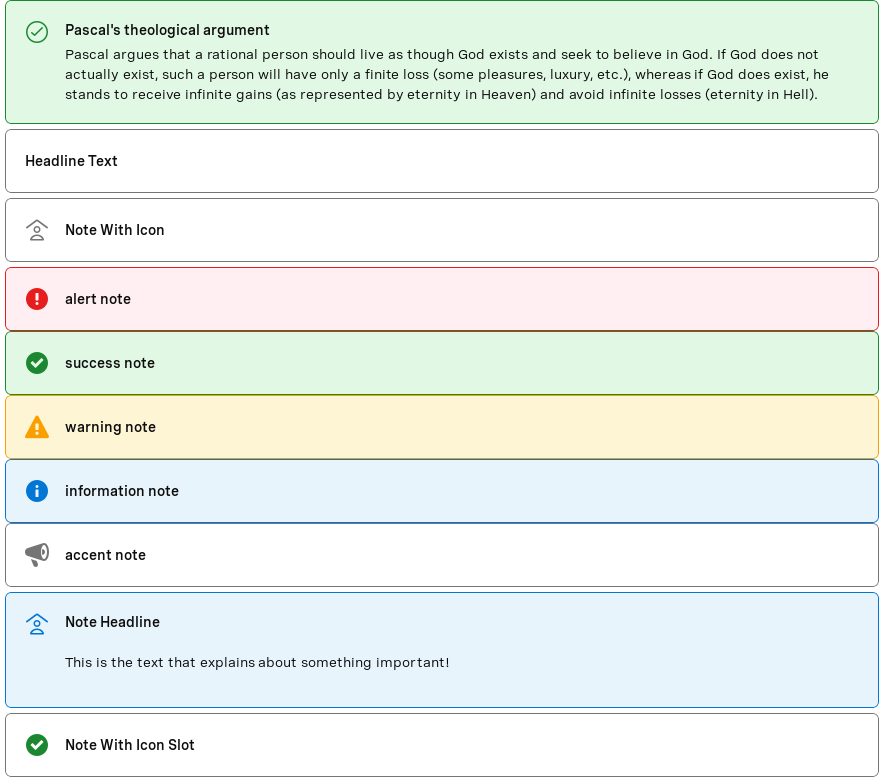 Pascal's theological argument
Pascal argues that a rational person should live as though God exists and seek to believe in God. If God does not
actually exist, such a person will have only a finite loss (some pleasures, luxury, etc.), whereas if God does exist, he
stands to receive infinite gains (as represented by eternity in Heaven) and avoid infinite losses (eternity in Hell).
Headline Text
Note With Icon
alert note
success note
warning note
information note
accent note
Note Headline
This is the text that explains about something important!
Note With Icon Slot